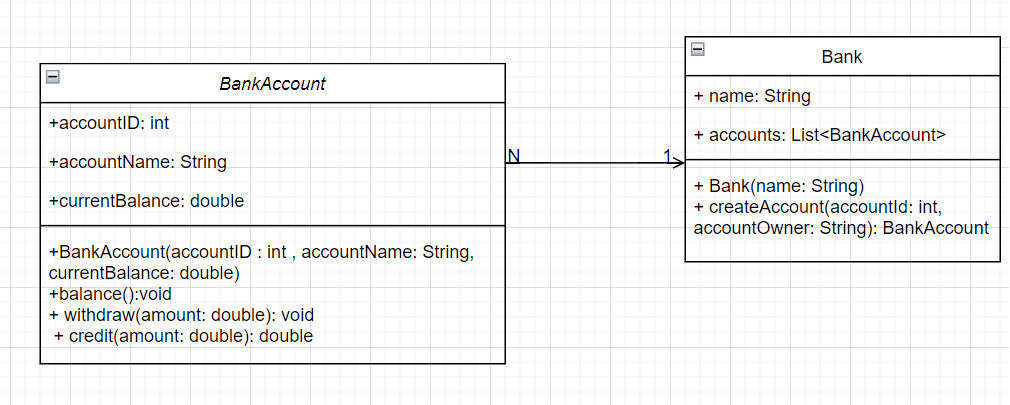 BankAccount
+accountID: int
+accountName: String
+currentBalance: double
+BankAccount(accountID : int , accountName: String,
currentBalance: double)
+balance():void
+ withdraw(amount: double): void
+ credit(amount: double): double
N
1
Bank
+ name: String
+ accounts: List<BankAccount>
+ Bank(name: String)
+ createAccount(accountId: int,
accountOwner: String): BankAccount